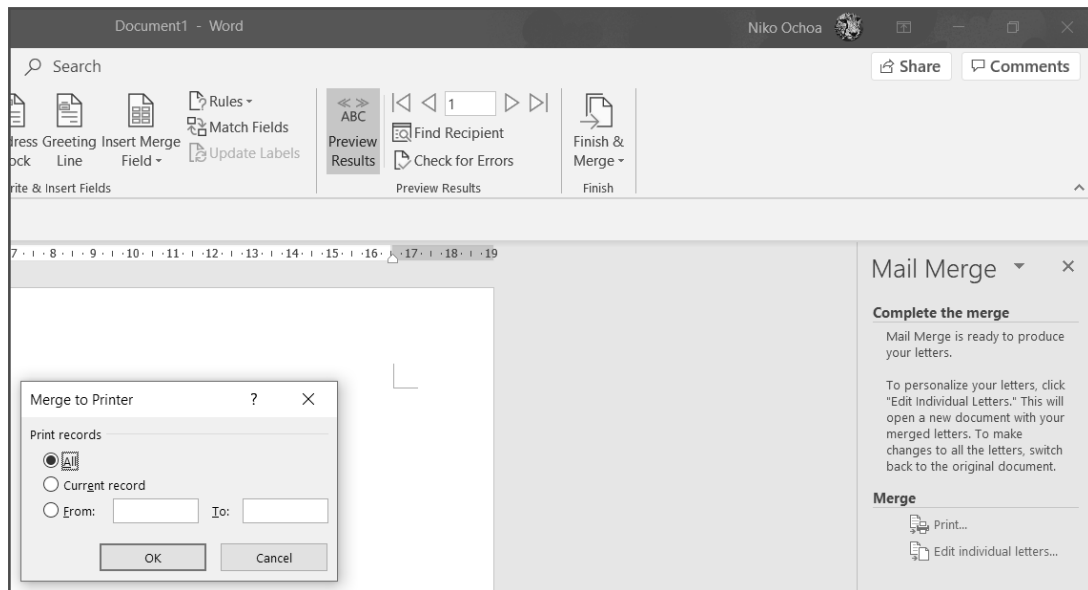 Document1 - Word
Niko Ochoa
Search
Share
Comments
dress Greeting Insert Merge
ock Line Field
Rules
Match Fields
Update Labels
ABC
Preview
Results
1
Find Recipient
Check for Errors
Finish &
Merge
rite & Insert Fields
Preview Results
Finish
7 · 8 · 9 · 10 · 11 · 12 · 13 · 14 · 15 · 16 · 17 · 18 · 19
Mail Merge
Complete the merge
Mail Merge is ready to produce
your letters.
To personalize your letters, click
"Edit Individual Letters." This will
open a new document with your
merged letters. To make
changes to all the letters, switch
back to the original document.
Merge
Print...
Edit individual letters...
Merge to Printer
?
Print records
All
Current record
From:
To:
OK
Cancel